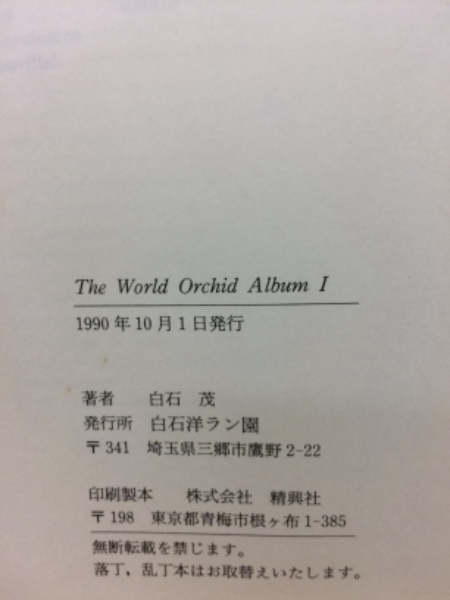 The World Orchid Album I
1990年10月1日発行
著者 白石 茂
発行所 白石洋ラン園
〒341 埼玉県三郷市鷹野2-22
印刷製本 株式会社 精興社
〒198 東京都青梅市根ヶ布1-385
無断転載を禁じます。
落丁、乱丁本はお取替えいたします。